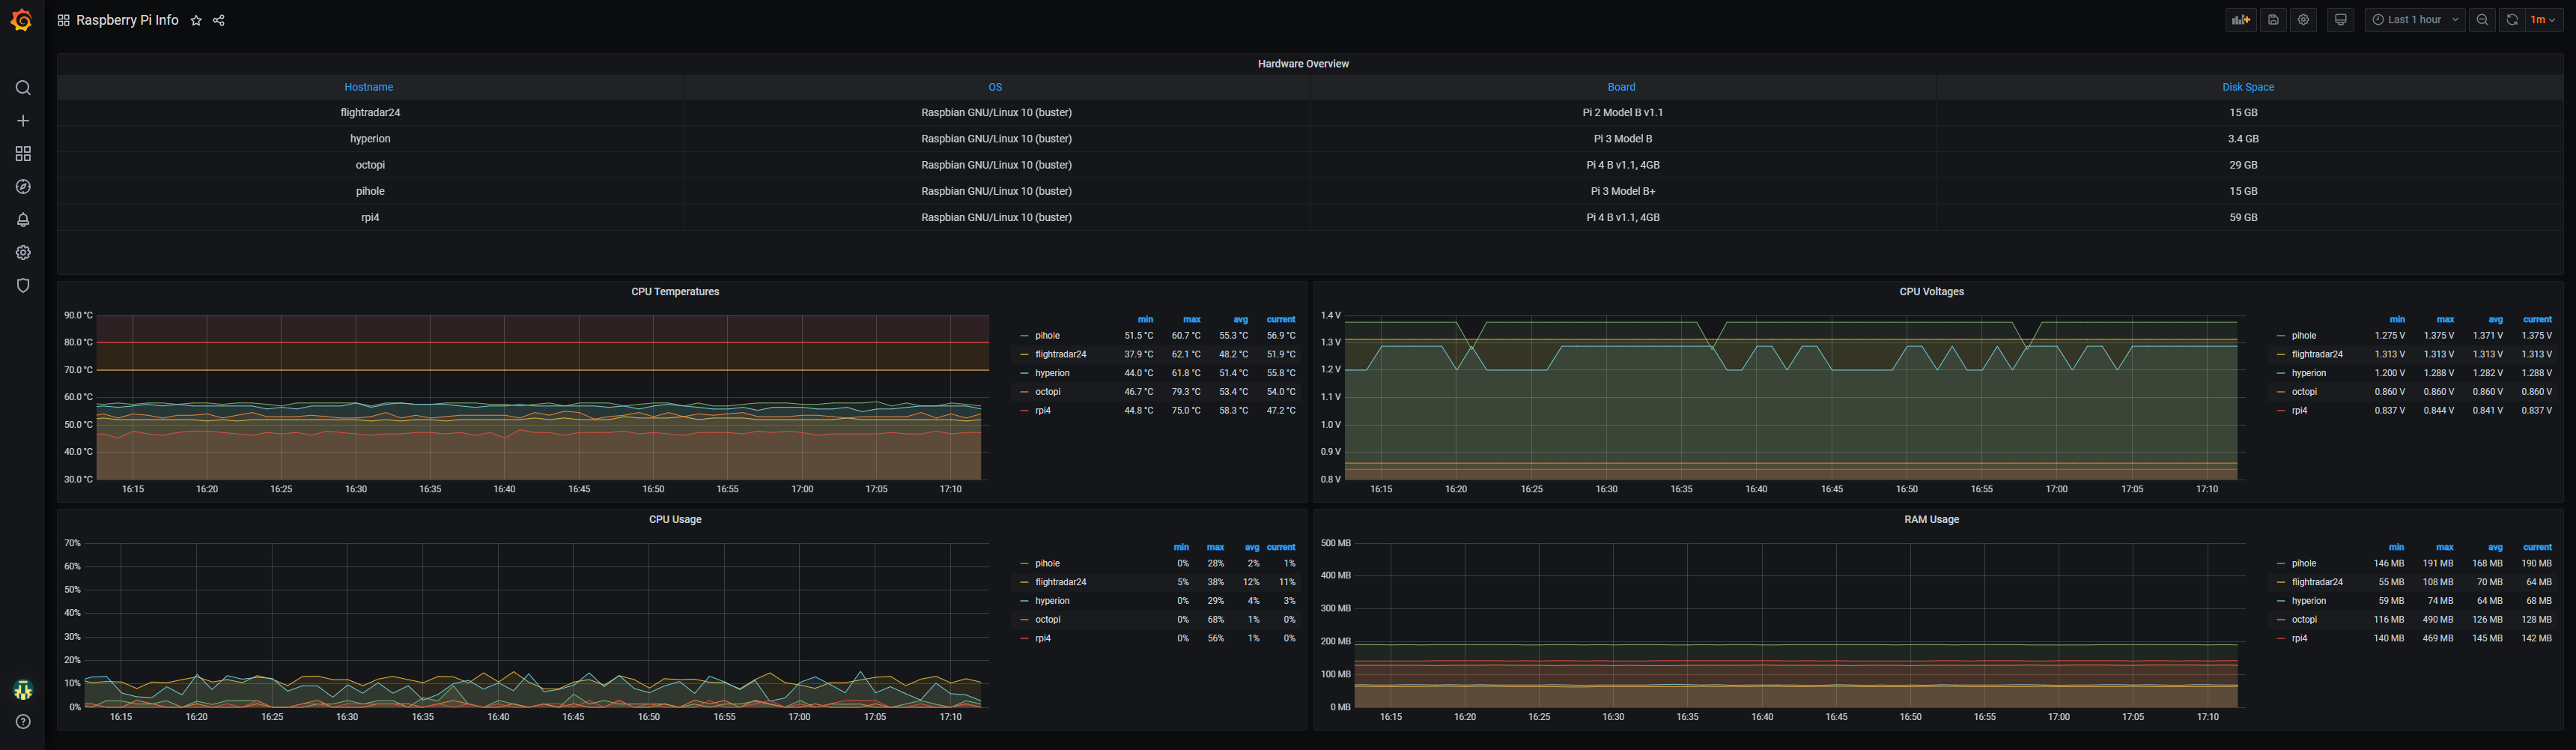 Raspberry Pi Info
Last 1 hour
1m
Hardware Overview
Hostname OS Board Disk Space
flightradar24 Raspbian GNU/Linux 10 (buster) Pi 2 Model B v1.1 15 GB
hyperion Raspbian GNU/Linux 10 (buster) Pi 3 Model B 3.4 GB
octopi Raspbian GNU/Linux 10 (buster) Pi 4 B v1.1, 4GB 29 GB
pihole Raspbian GNU/Linux 10 (buster) Pi 3 Model B+ 15 GB
rpi4 Raspbian GNU/Linux 10 (buster) Pi 4 B v1.1, 4GB 59 GB
CPU Temperatures
90.0 °C
80.0 °C
70.0 °C
60.0 °C
50.0 °C
40.0 °C
30.0 °C
16:15 16:20 16:25 16:30 16:35 16:40 16:45 16:50 16:55 17:00 17:05 17:10
min max avg current
pihole 51.5 °C 60.7 °C 55.3 °C 56.9 °C
flightradar24 37.9 °C 62.1 °C 48.2 °C 51.9 °C
hyperion 44.0 °C 61.8 °C 51.4 °C 55.8 °C
octopi 46.7 °C 79.3 °C 53.4 °C 54.0 °C
rpi4 44.8 °C 75.0 °C 58.3 °C 47.2 °C
CPU Voltages
1.4 V
1.3 V
1.2 V
1.1 V
1.0 V
0.9 V
0.8 V
16:15 16:20 16:25 16:30 16:35 16:40 16:45 16:50 16:55 17:00 17:05 17:10
min max avg current
pihole 1.275 V 1.375 V 1.371 V 1.375 V
flightradar24 1.313 V 1.313 V 1.313 V 1.313 V
hyperion 1.200 V 1.288 V 1.282 V 1.288 V
octopi 0.860 V 0.860 V 0.860 V 0.860 V
rpi4 0.837 V 0.844 V 0.841 V 0.837 V
CPU Usage
70%
60%
50%
40%
30%
20%
10%
0%
16:15 16:20 16:25 16:30 16:35 16:40 16:45 16:50 16:55 17:00 17:05 17:10
min max avg current
pihole 0% 28% 2% 1%
flightradar24 5% 38% 12% 11%
hyperion 0% 29% 4% 3%
octopi 0% 68% 1% 0%
rpi4 0% 56% 1% 0%
RAM Usage
500 MB
400 MB
300 MB
200 MB
100 MB
0 MB
16:15 16:20 16:25 16:30 16:35 16:40 16:45 16:50 16:55 17:00 17:05 17:10
min max avg current
pihole 146 MB 191 MB 168 MB 190 MB
flightradar24 55 MB 108 MB 70 MB 64 MB
hyperion 59 MB 74 MB 64 MB 68 MB
octopi 116 MB 490 MB 126 MB 128 MB
rpi4 140 MB 469 MB 145 MB 142 MB